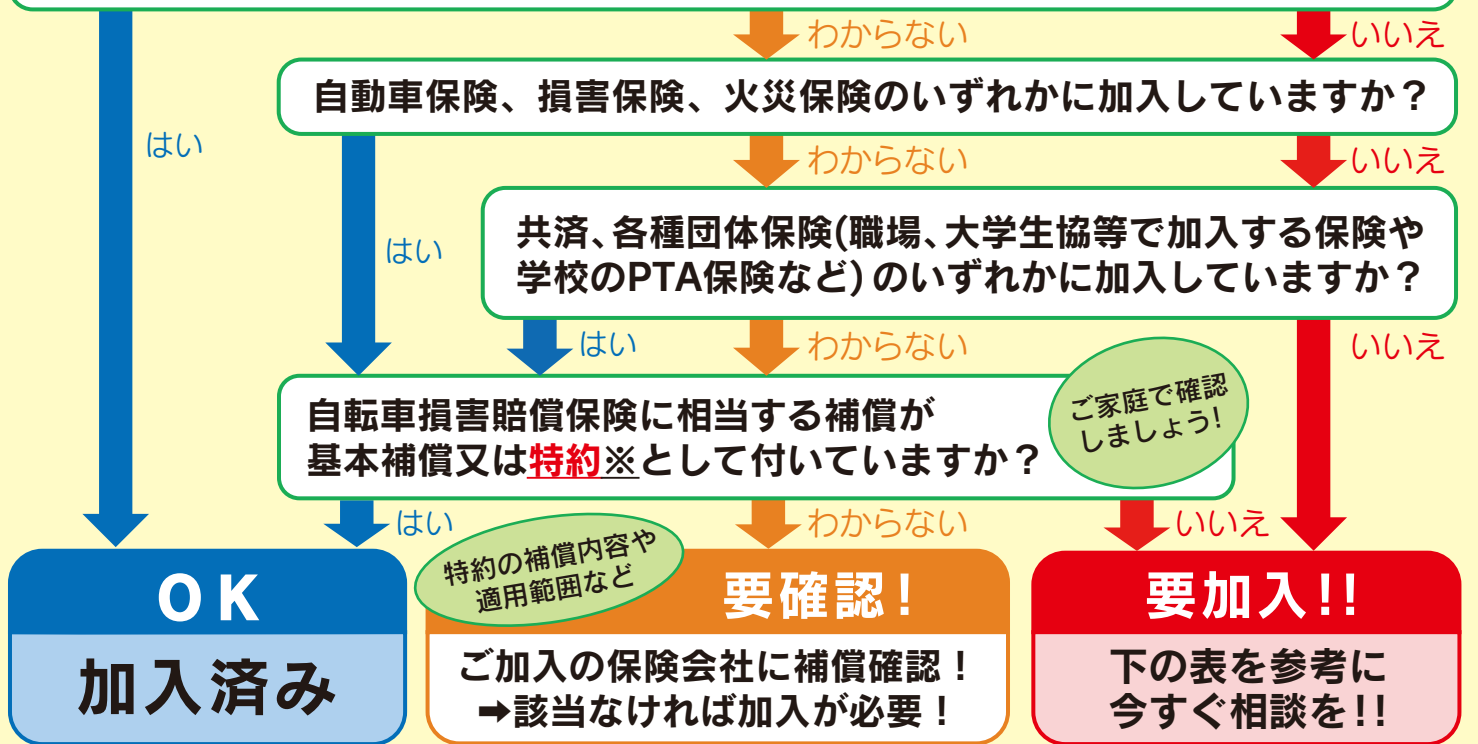 わからない
いいえ
自動車保険、損害保険、火災保険のいずれかに加入していますか？
はい
わからない
いいえ
共済、各種団体保険(職場、大学生協等で加入する保険や
学校のPTA保険など)のいずれかに加入していますか？
はい
はい
わからない
いいえ
自転車損害賠償保険に相当する補償が
基本補償又は特約※として付いていますか？
ご家庭で確認
しましょう!
はい
わからない
いいえ
OK
加入済み
特約の補償内容や
適用範囲など
要確認！
ご加入の保険会社に補償確認！
➡該当なければ加入が必要！
要加入!!
下の表を参考に
今すぐ相談を!!